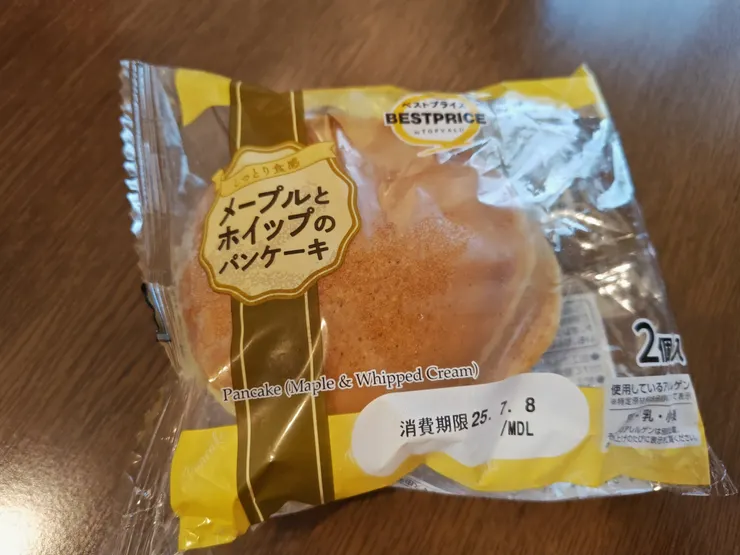 ベストプライス
BESTPRICE
by TOPVALU
しっとり食感
メープルと
ホイップの
パンケーキ
Pancake (Maple & Whipped Cream)
消費期限 25.7.8
/MDL
2個入
使用しているアレルゲン
・乳・小麦